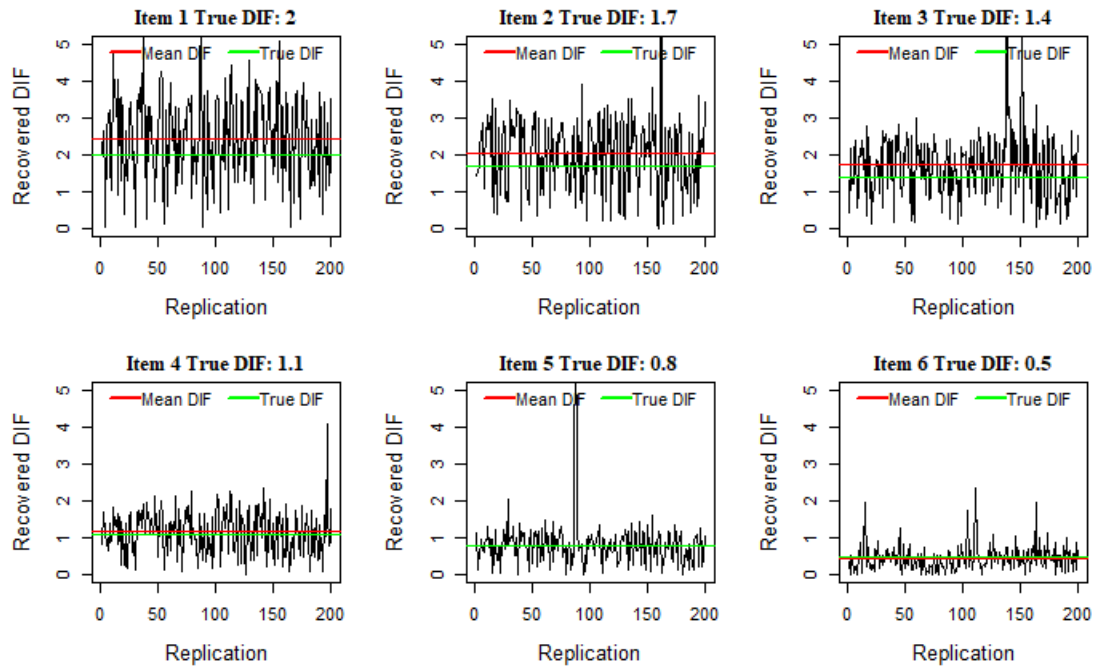 Item 1 True DIF: 2
Mean DIF True DIF
Recovered DIF
0 1 2 3 4 5
0 50 100 150 200
Replication
Item 2 True DIF: 1.7
Mean DIF True DIF
Recovered DIF
0 1 2 3 4 5
0 50 100 150 200
Replication
Item 3 True DIF: 1.4
Mean DIF True DIF
Recovered DIF
0 1 2 3 4 5
0 50 100 150 200
Replication
Item 4 True DIF: 1.1
Mean DIF True DIF
Recovered DIF
0 1 2 3 4 5
0 50 100 150 200
Replication
Item 5 True DIF: 0.8
Mean DIF True DIF
Recovered DIF
0 1 2 3 4 5
0 50 100 150 200
Replication
Item 6 True DIF: 0.5
Mean DIF True DIF
Recovered DIF
0 1 2 3 4 5
0 50 100 150 200
Replication